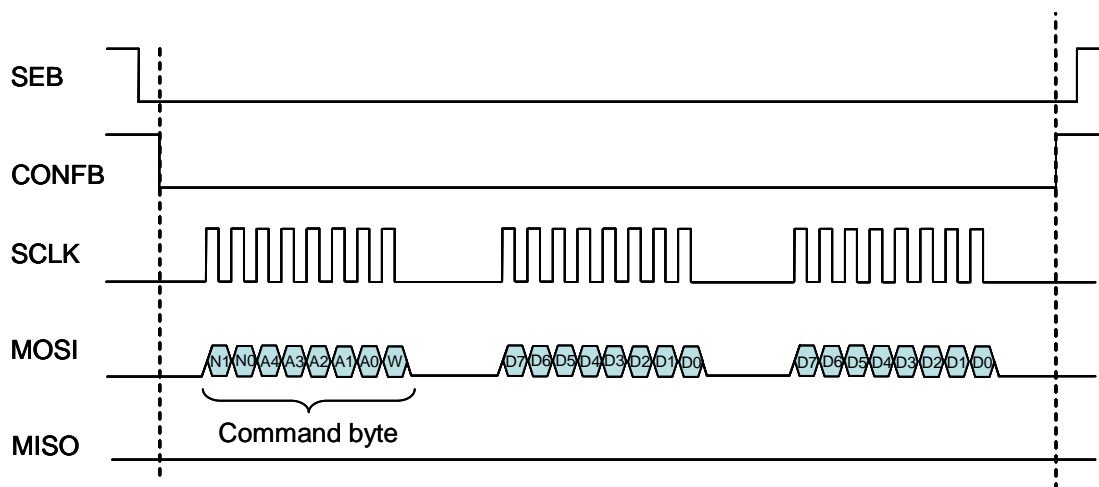 SEB
CONFB
SCLK
MOSI
N1 N0 A4 A3 A2 A1 A0 W D7 D6 D5 D4 D3 D2 D1 D0 D7 D6 D5 D4 D3 D2 D1 D0
Command byte
MISO